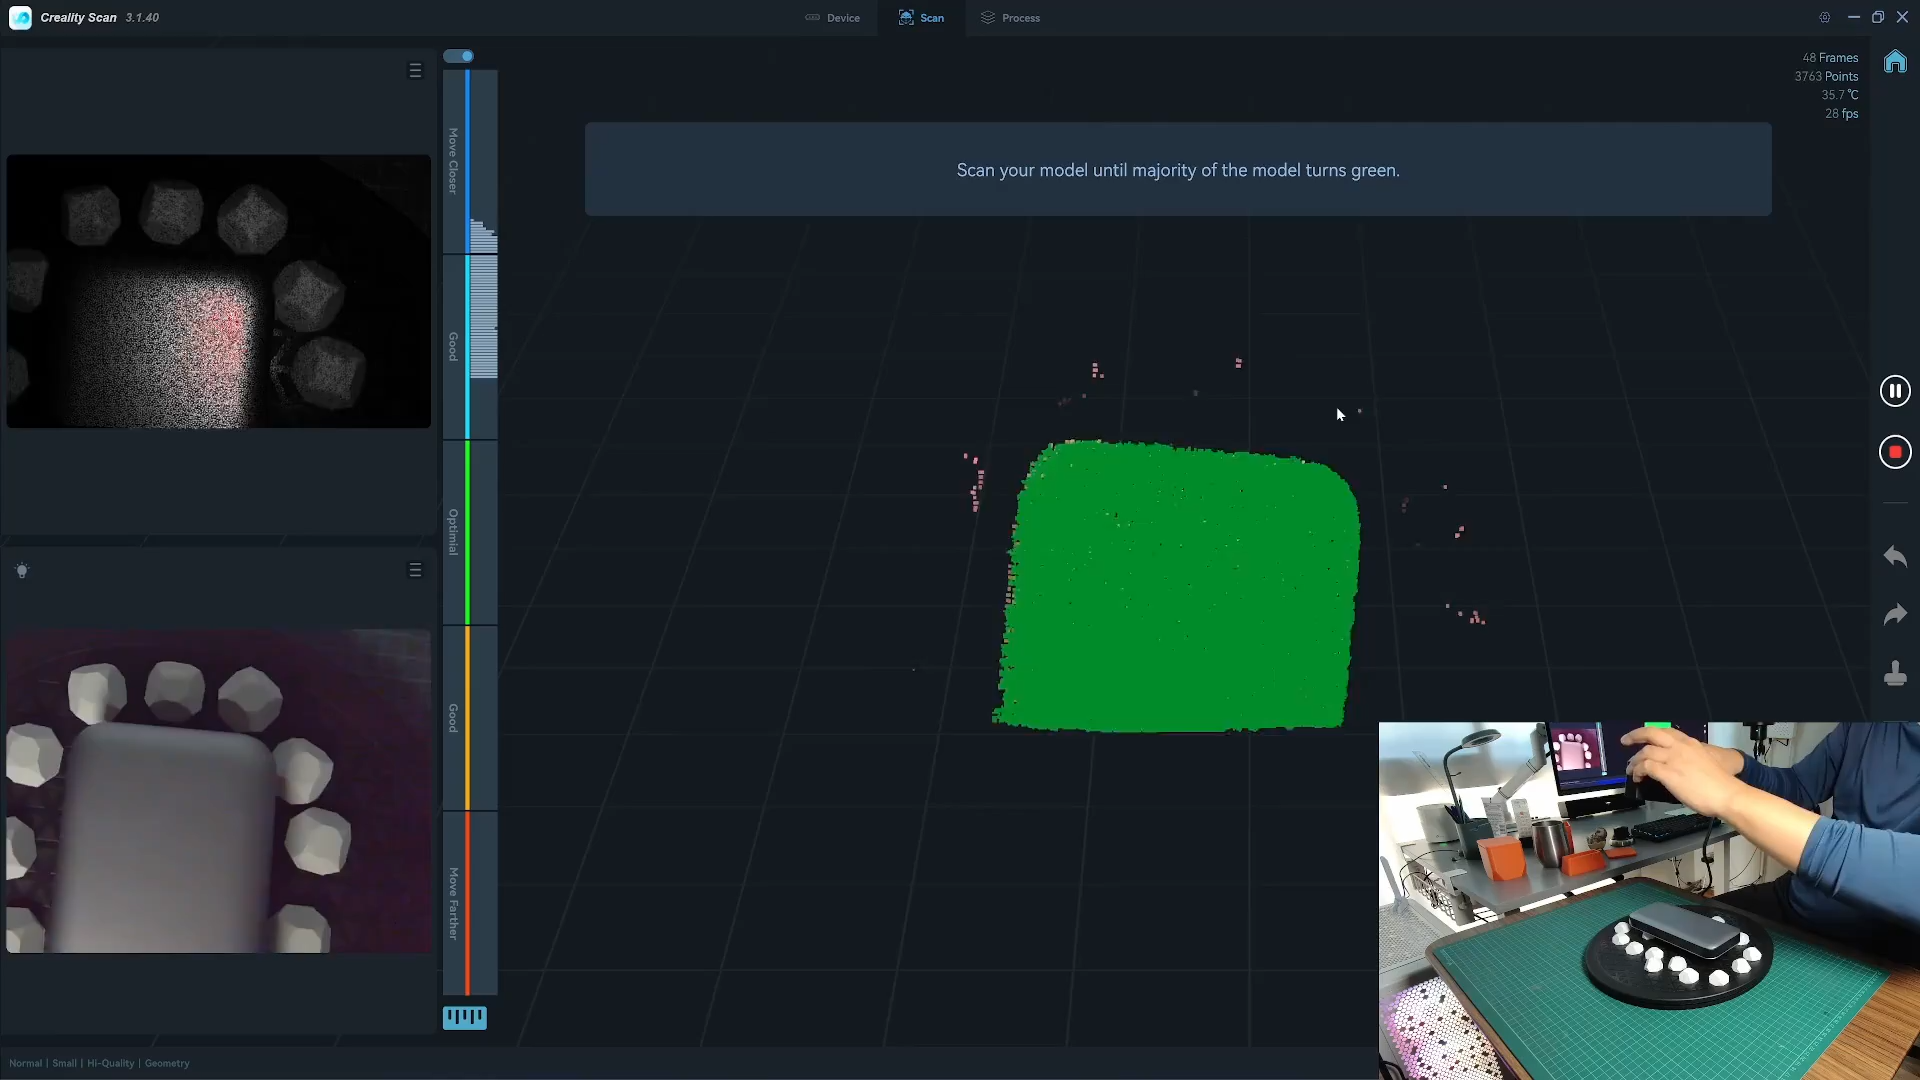 Creality Scan 3.1.40
Device
Scan
Process
48 Frames
3763 Points
35.7 ℃
28 fps
Scan your model until majority of the model turns green.
Move Closer
Good
Optimial
Good
Move Farther
Normal | Small | Hi-Quality | Geometry